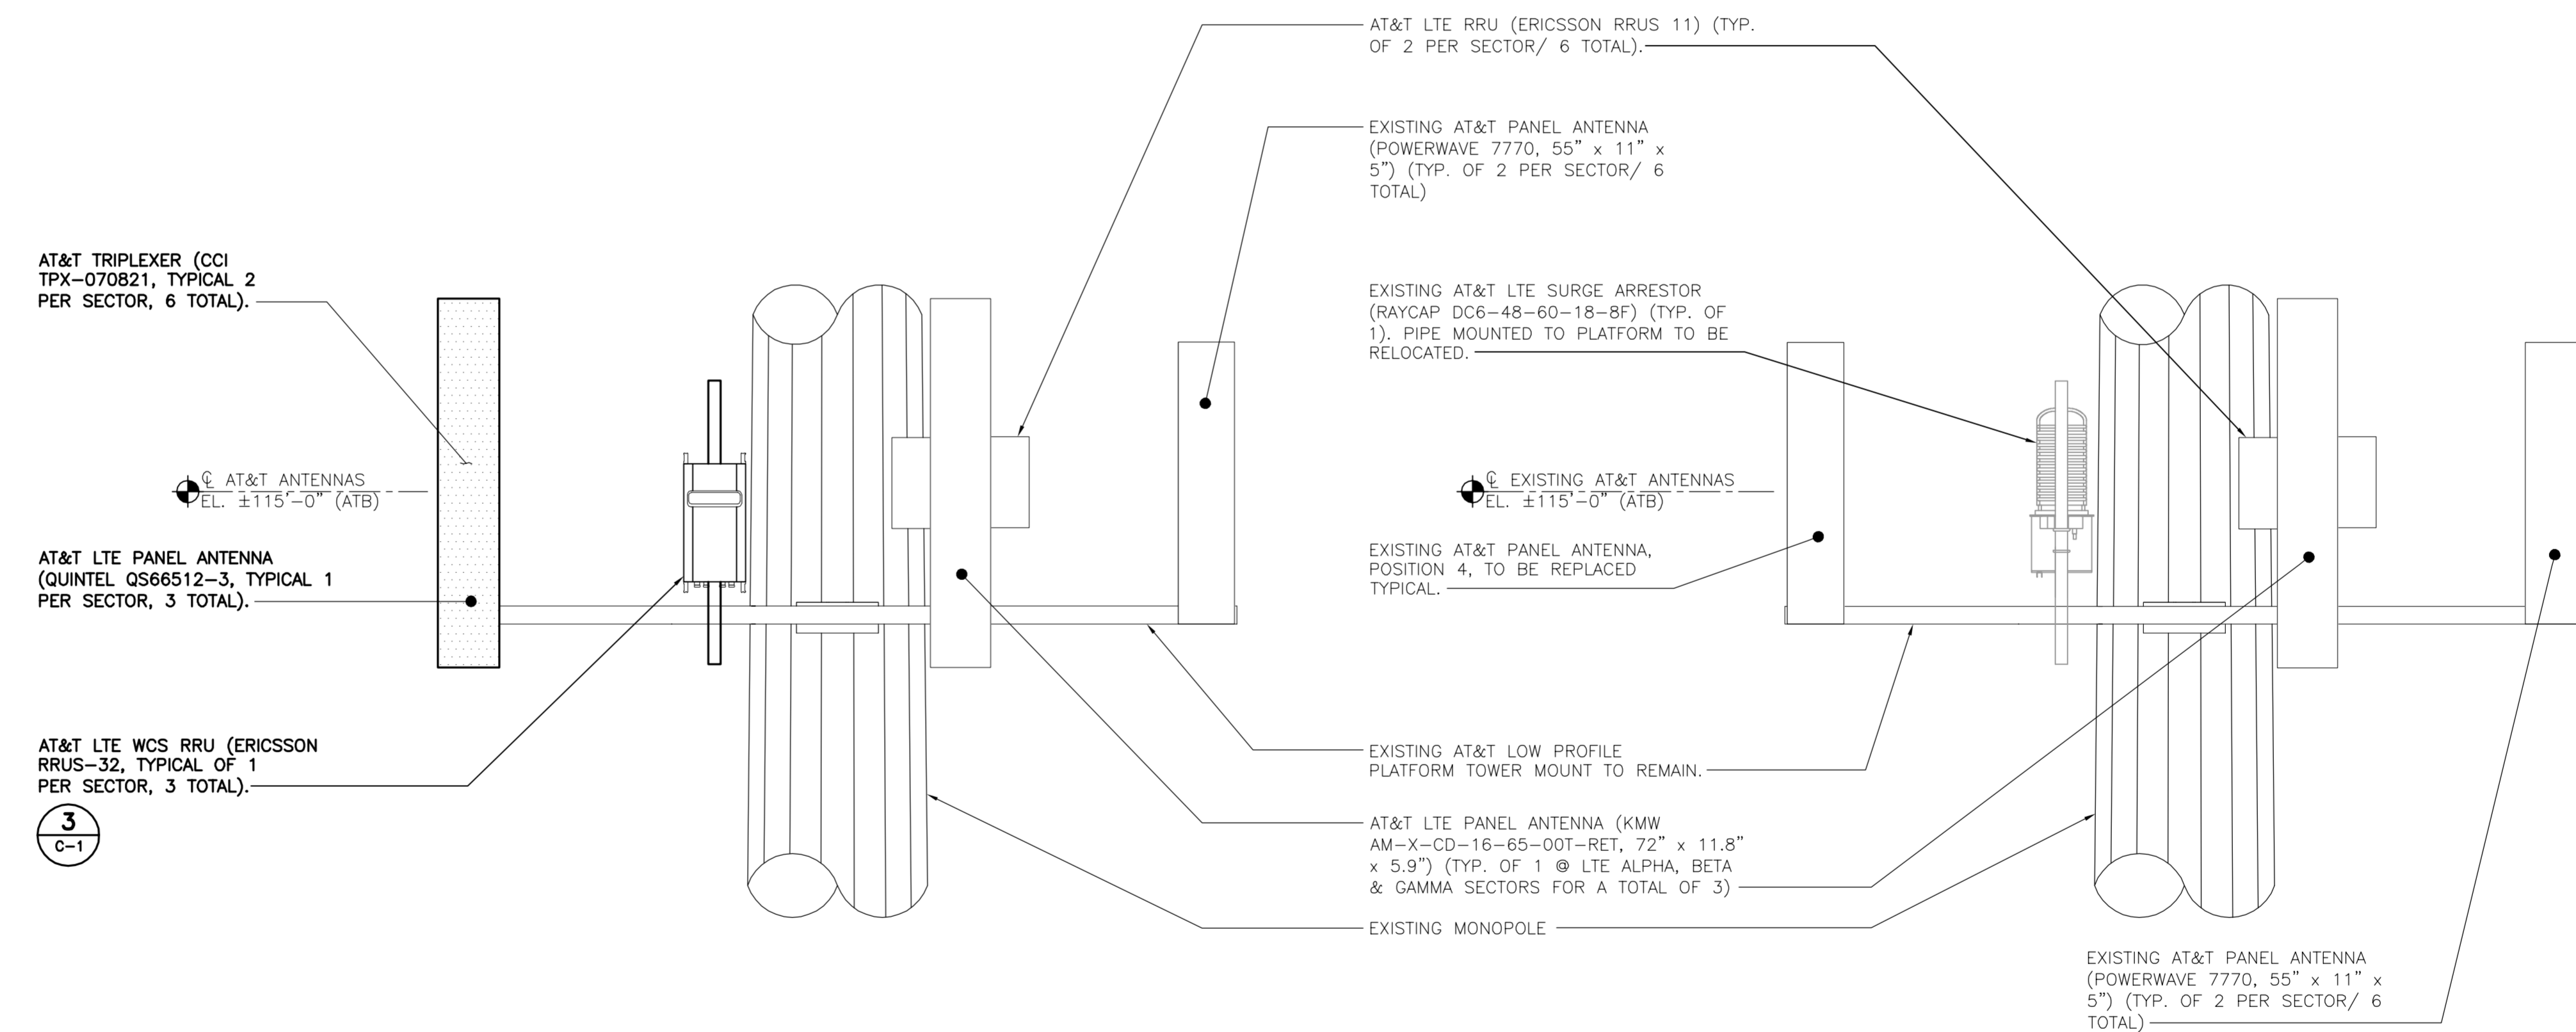 AT&T LTE RRU (ERICSSON RRUS 11) (TYP.
OF 2 PER SECTOR/ 6 TOTAL).
EXISTING AT&T PANEL ANTENNA
(POWERWAVE 7770, 55" x 11" x
5") (TYP. OF 2 PER SECTOR/ 6
TOTAL)
AT&T TRIPLEXER (CCI
TPX-070821, TYPICAL 2
PER SECTOR, 6 TOTAL).
EXISTING AT&T LTE SURGE ARRESTOR
(RAYCAP DC6-48-60-18-8F) (TYP. OF
1). PIPE MOUNTED TO PLATFORM TO BE
RELOCATED.
℄ AT&T ANTENNAS
EL. ±115'-0" (ATB)
℄ EXISTING AT&T ANTENNAS
EL. ±115'-0" (ATB)
AT&T LTE PANEL ANTENNA
(QUINTEL QS66512-3, TYPICAL 1
PER SECTOR, 3 TOTAL).
EXISTING AT&T PANEL ANTENNA,
POSITION 4, TO BE REPLACED
TYPICAL.
AT&T LTE WCS RRU (ERICSSON
RRUS-32, TYPICAL OF 1
PER SECTOR, 3 TOTAL).
3
C-1
EXISTING AT&T LOW PROFILE
PLATFORM TOWER MOUNT TO REMAIN.
AT&T LTE PANEL ANTENNA (KMW
AM-X-CD-16-65-00T-RET, 72" x 11.8"
x 5.9") (TYP. OF 1 @ LTE ALPHA, BETA
& GAMMA SECTORS FOR A TOTAL OF 3)
EXISTING MONOPOLE
EXISTING AT&T PANEL ANTENNA
(POWERWAVE 7770, 55" x 11" x
5") (TYP. OF 2 PER SECTOR/ 6
TOTAL)